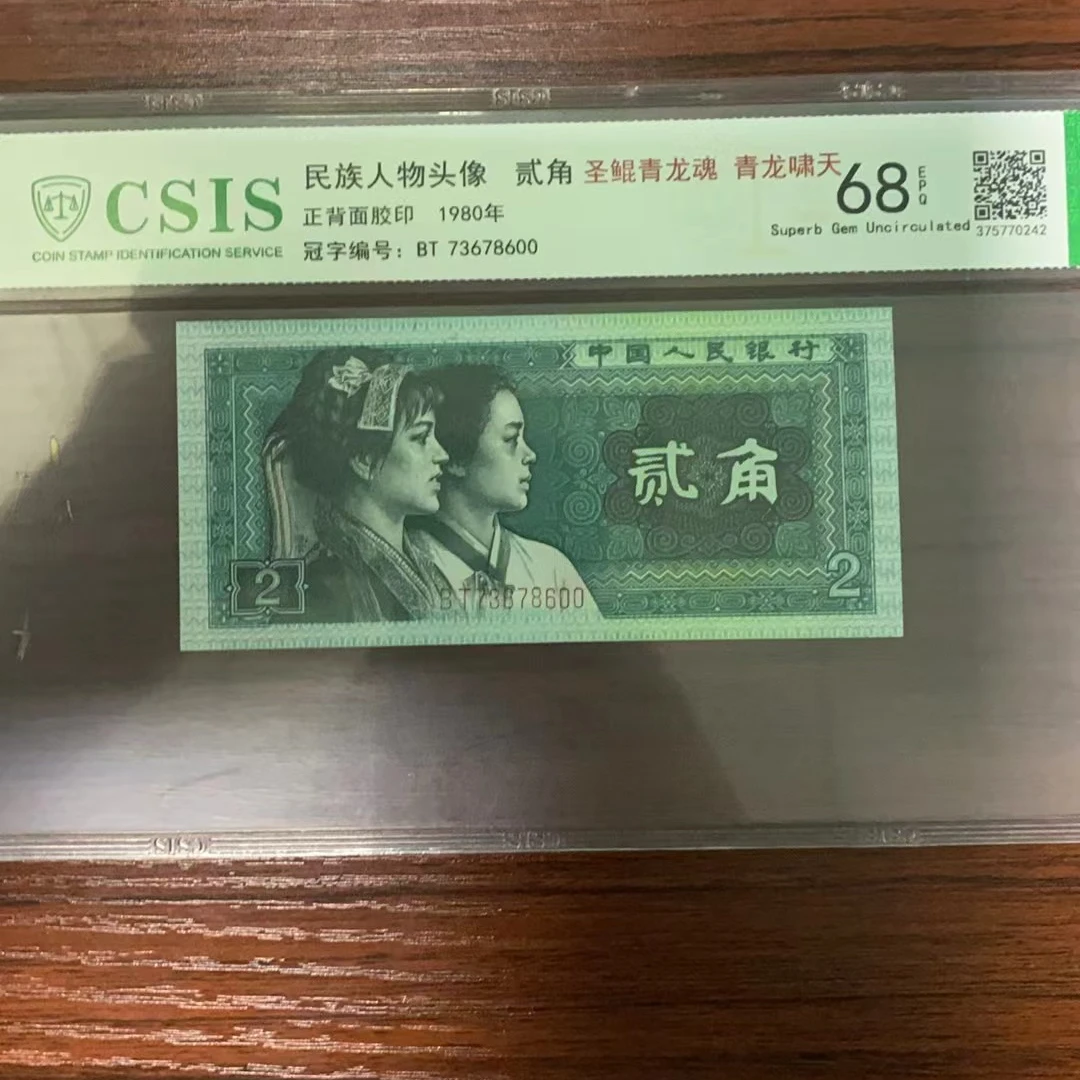 CSIS
COIN STAMP IDENTIFICATION SERVICE
民族人物头像 贰角 圣鲲青龙魂 青龙啸天
正背面胶印 1980年
冠字编号: BT 73678600
68 EPQ
Superb Gem Uncirculated
375770242
中国人民银行
贰角
2
2
BT73678600